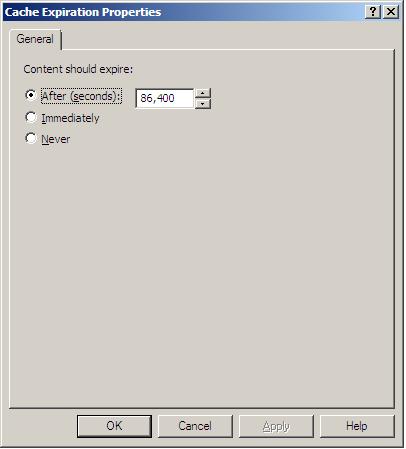 Cache Expiration Properties
General
Content should expire:
After (seconds): 86,400
Immediately
Never
OK Cancel Apply Help